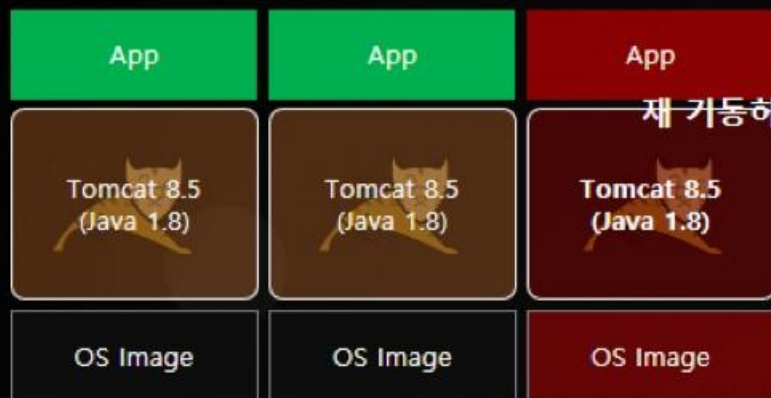 App
App
App
재 기동하
Tomcat 8.5
(Java 1.8)
Tomcat 8.5
(Java 1.8)
Tomcat 8.5
(Java 1.8)
OS Image
OS Image
OS Image